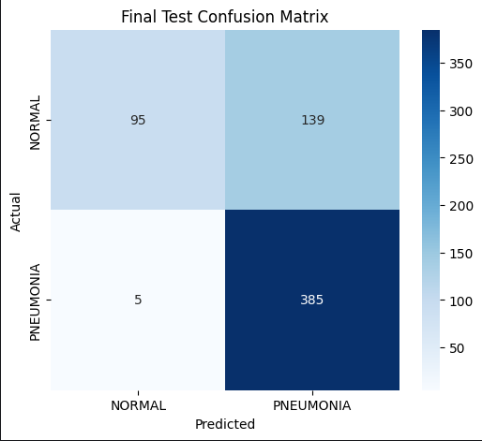 Final Test Confusion Matrix
Actual
NORMAL
95
139
PNEUMONIA
5
385
NORMAL
PNEUMONIA
Predicted
350
300
250
200
150
100
50